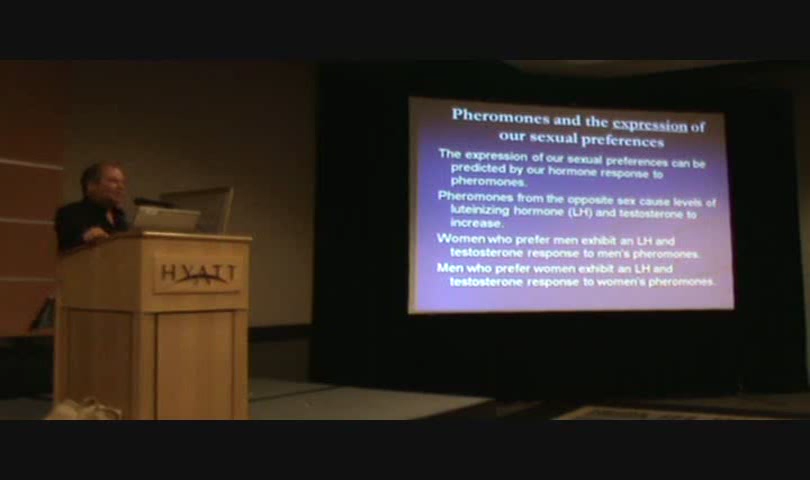 Pheromones and the expression of
our sexual preferences
The expression of our sexual preferences can be
predicted by our hormone response to
pheromones.
Pheromones from the opposite sex cause levels of
luteinizing hormone (LH) and testosterone to
increase.
Women who prefer men exhibit an LH and
testosterone response to men's pheromones.
Men who prefer women exhibit an LH and
testosterone response to women's pheromones.
HYATT